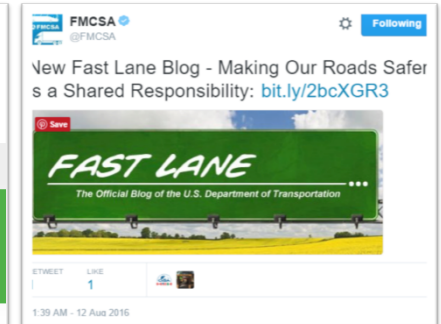 FMCSA
@FMCSA
Following
New Fast Lane Blog - Making Our Roads Safer
s a Shared Responsibility: bit.ly/2bcXGR3
Save
FAST LANE
The Official Blog of the U.S. Department of Transportation
ETWEET LIKE
1
1:39 AM - 12 Aug 2016